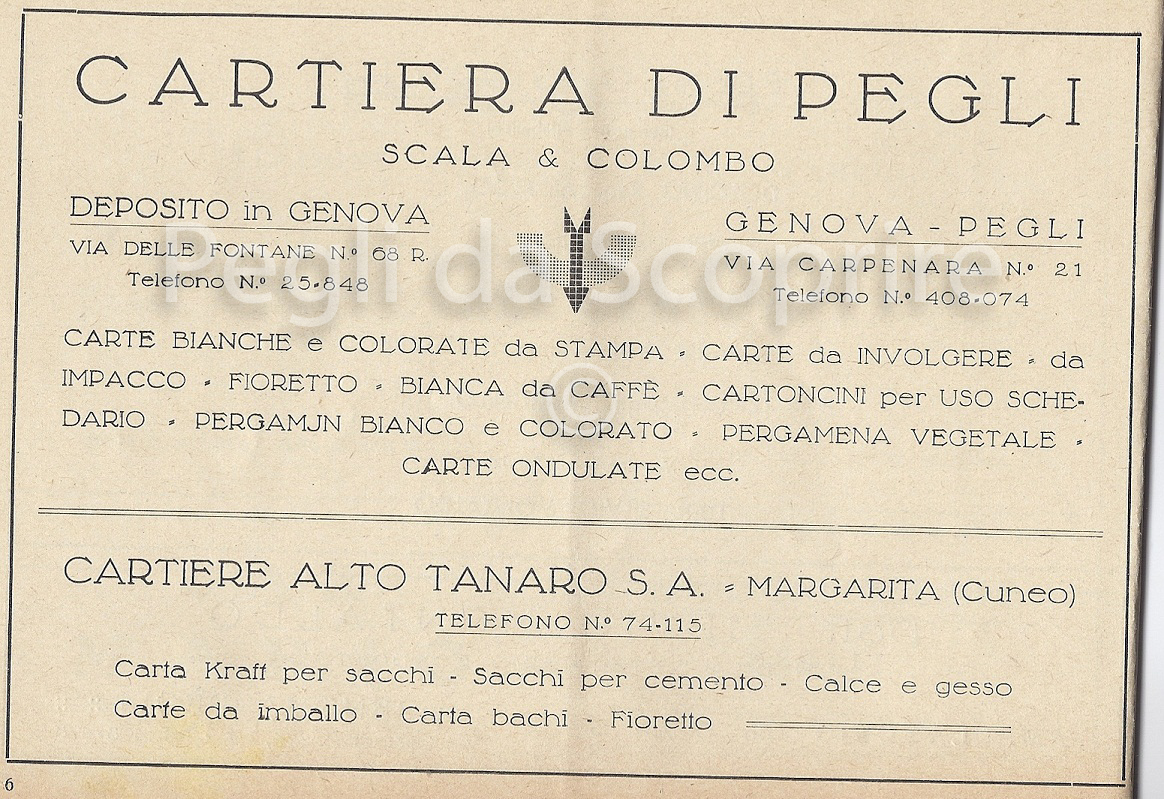 CARTIERA DI PEGLI
SCALA & COLOMBO
DEPOSITO in GENOVA
VIA DELLE FONTANE N.º 68 R.
Telefono N.º 25-848
GENOVA - PEGLI
VIA CARPENARA N.º 21
Telefono N.º 408-074
Pegli da Scoprire
©
CARTE BIANCHE e COLORATE da STAMPA - CARTE da INVOLGERE - da
IMPACCO - FIORETTO - BIANCA da CAFFÈ - CARTONCINI per USO SCHE-
DARIO - PERGAMJN BIANCO e COLORATO - PERGAMENA VEGETALE -
CARTE ONDULATE ecc.
CARTIERE ALTO TANARO S. A. - MARGARITA (Cuneo)
TELEFONO N.º 74-115
Carta Kraft per sacchi - Sacchi per cemento - Calce e gesso
Carte da imballo - Carta bachi - Fioretto
6